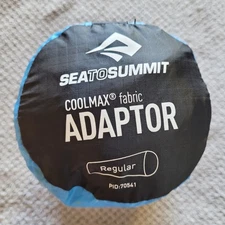 SEATOSUMMIT
COOLMAX® fabric
ADAPTOR
Regular
PID:70541